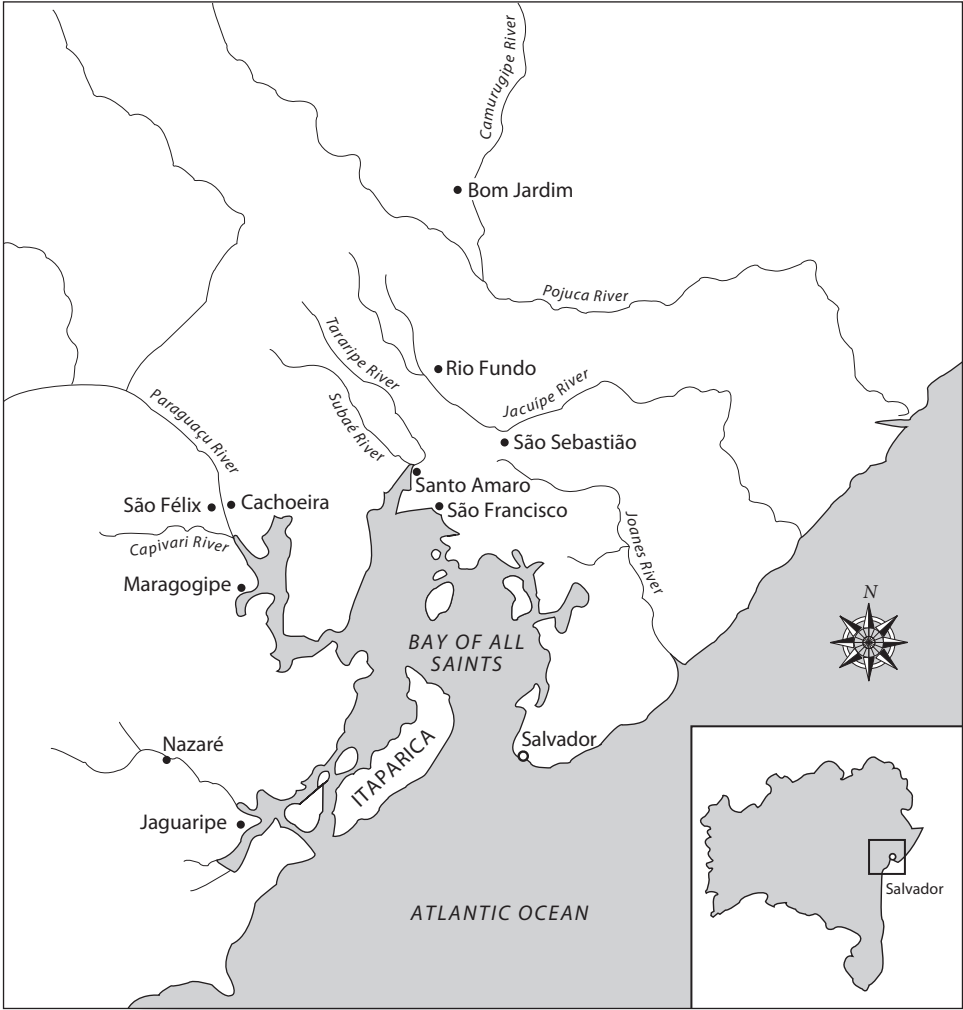 Camurugipe River
Bom Jardim
Pojuca River
Tararipe River
Rio Fundo
Jacuípe River
Subaé River
Paraguaçu River
São Sebastião
Santo Amaro
São Félix
Cachoeira
São Francisco
Joanes River
Capivari River
Maragogipe
N
BAY OF ALL
SAINTS
Salvador
Nazaré
ITAPARICA
Jaguaripe
Salvador
ATLANTIC OCEAN